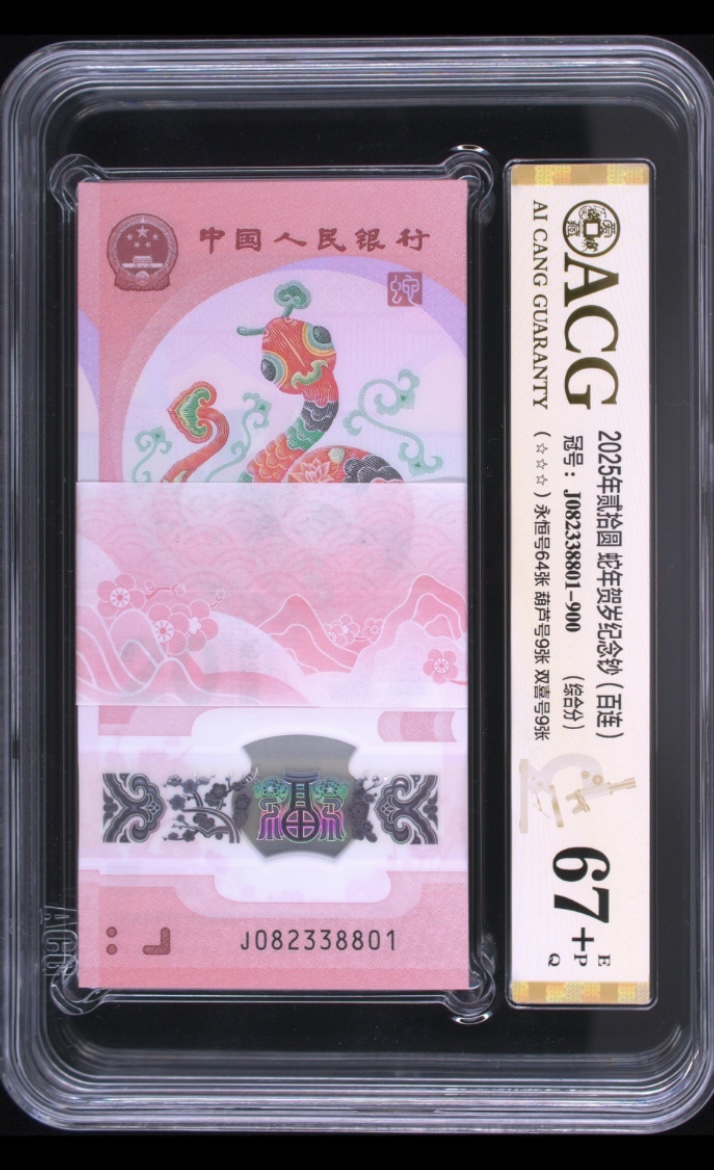 中国人民银行
蛇
J082338801
ACG
AI CANG GUARANTY
2025年贰拾圆 蛇年贺岁纪念钞（百连）
冠号：J082338801-900 （综合分）
（☆☆☆）永恒号64张 葫芦号9张 双喜号9张
67+
E
P
Q
ACG